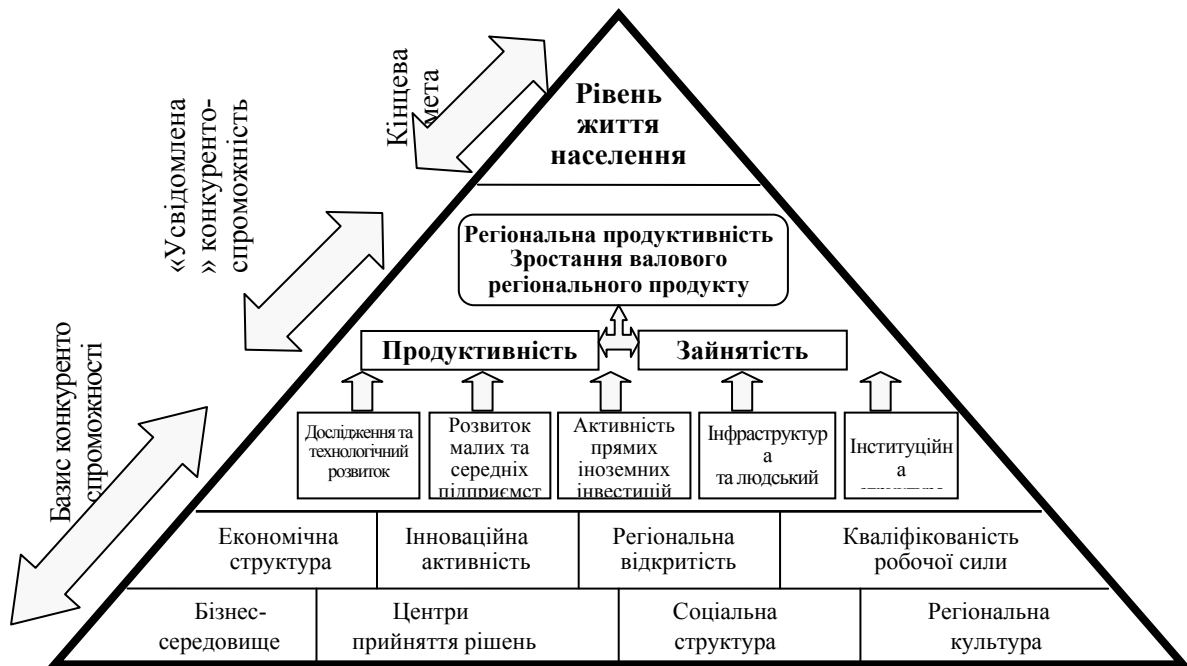 Кінцева
мета
«Усвідомлена
» конкуренто-
спроможність
Базис конкуренто
спроможності
Рівень
життя
населення
Регіональна продуктивність
Зростання валового
регіонального продукту
Продуктивність
Зайнятість
Дослідження та
технологічний
розвиток
Розвиток
малих та
середніх
підприємст
Активність
прямих
іноземних
інвестицій
Інфраструктур
а
та людський
Інституційн
а
Економічна
структура
Інноваційна
активність
Регіональна
відкритість
Кваліфікованість
робочої сили
Бізнес-
середовище
Центри
прийняття рішень
Соціальна
структура
Регіональна
культура